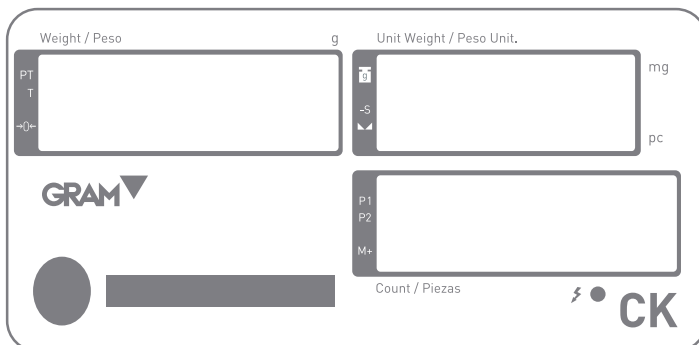 Weight / Peso g
PT
T
→0←
Unit Weight / Peso Unit.
g
-S
mg
pc
GRAM
P1
P2
M+
Count / Piezas
CK